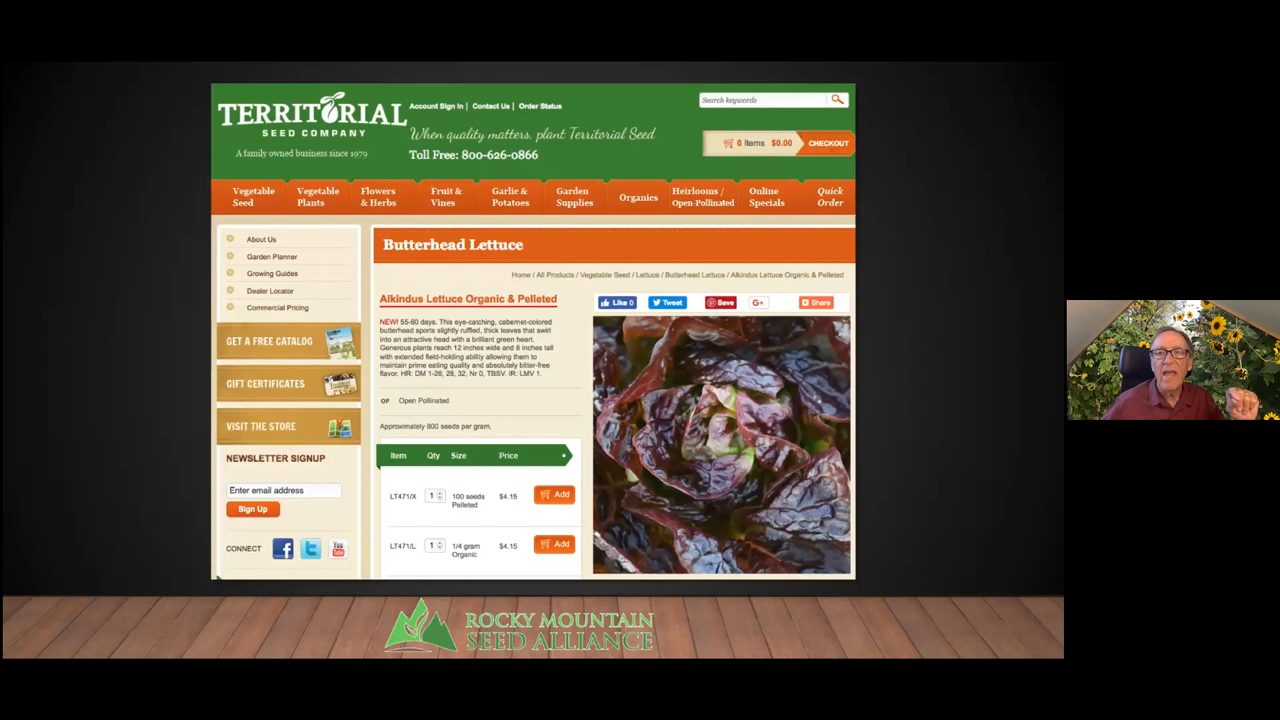 TERRITORIAL
SEED COMPANY
A family owned business since 1979
Account Sign In | Contact Us | Order Status
When quality matters, plant Territorial Seed
Toll Free: 800-626-0866
Search keywords
0 Items $0.00 CHECKOUT
Vegetable Seed
Vegetable Plants
Flowers & Herbs
Fruit & Vines
Garlic & Potatoes
Garden Supplies
Organics
Heirlooms / Open-Pollinated
Online Specials
Quick Order
About Us
Garden Planner
Growing Guides
Dealer Locator
Commercial Pricing
GET A FREE CATALOG
GIFT CERTIFICATES
VISIT THE STORE
NEWSLETTER SIGNUP
Enter email address
Sign Up
CONNECT
You Tube
Butterhead Lettuce
Home / All Products / Vegetable Seed / Lettuce / Butterhead Lettuce / Alkindus Lettuce Organic & Pelleted
Alkindus Lettuce Organic & Pelleted
Like 0 Tweet Save G+ Share
NEW! 55-60 days. This eye-catching, cabernet-colored
butterhead sports slightly ruffled, thick leaves that swirl
into an attractive head with a brilliant green heart.
Generous plants reach 12 inches wide and 8 inches tall
with extended field-holding ability allowing them to
maintain prime eating quality and absolutely bitter-free
flavor. HR: DM 1-26, 28, 32, Nr 0, TBSV. IR: LMV 1.
OP Open Pollinated
Approximately 800 seeds per gram.
Item Qty Size Price
LT471/X 1 100 seeds Pelleted $4.15 Add
LT471/L 1 1/4 gram Organic $4.15 Add
ROCKY MOUNTAIN
SEED ALLIANCE